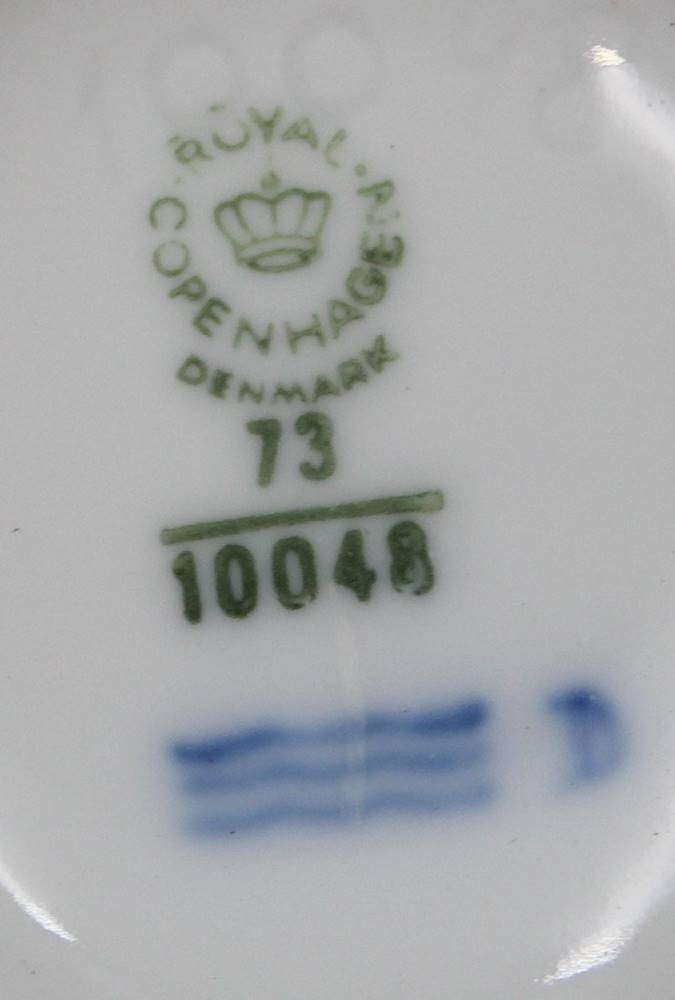 ROYAL · COPENHAGEN
DENMARK
73
10048